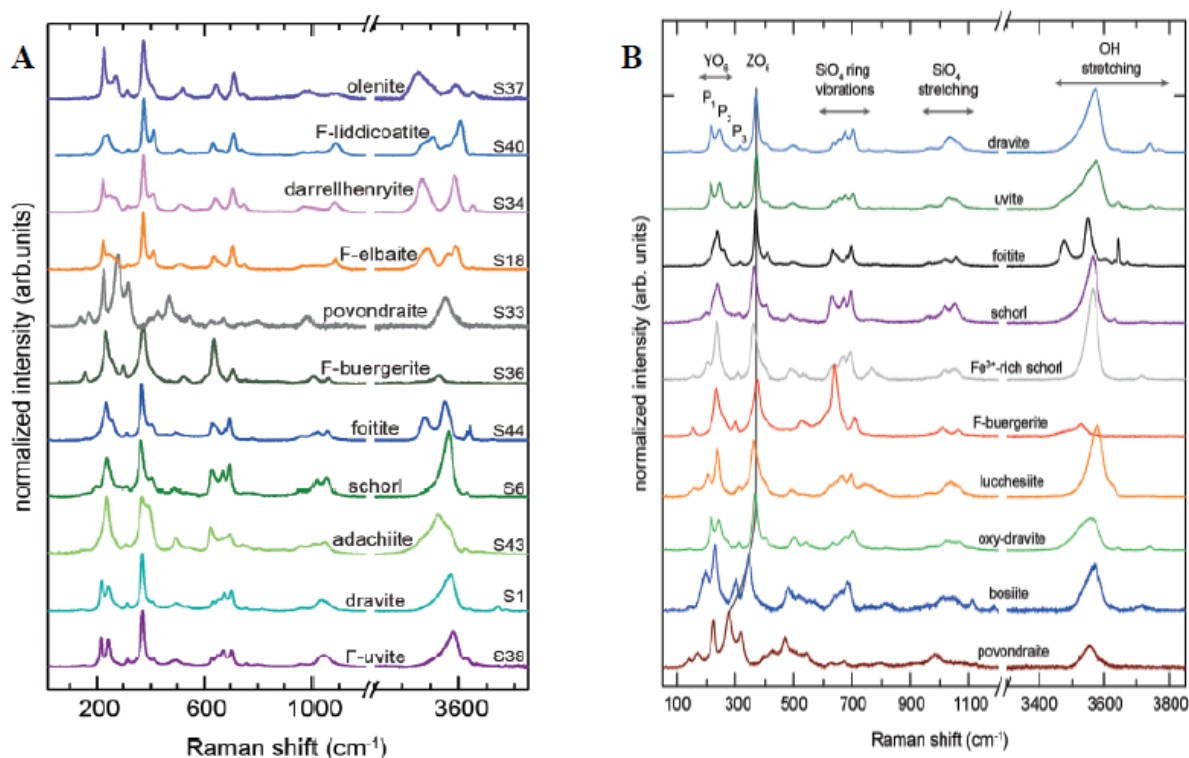 A
olenite
S37
F-liddicoatite
S40
darrellhenryite
S34
F-elbaite
S18
povondraite
S33
F-buergerite
S36
foitite
S44
schorl
S6
adachiite
S43
dravite
S1
F-uvite
S38
normalized intensity (arb.units)
200 600 1000 3600
Raman shift (cm-1)
B
YO6
ZO6
SiO4 ring
vibrations
SiO4
stretching
OH
stretching
P1
P2
P3
dravite
uvite
foitite
schorl
Fe3+-rich schorl
F-buergerite
lucchesiite
oxy-dravite
bosiite
povondraite
normalized intensity (arb. units)
100 300 500 700 900 1100 3400 3600 3800
Raman shift (cm-1)